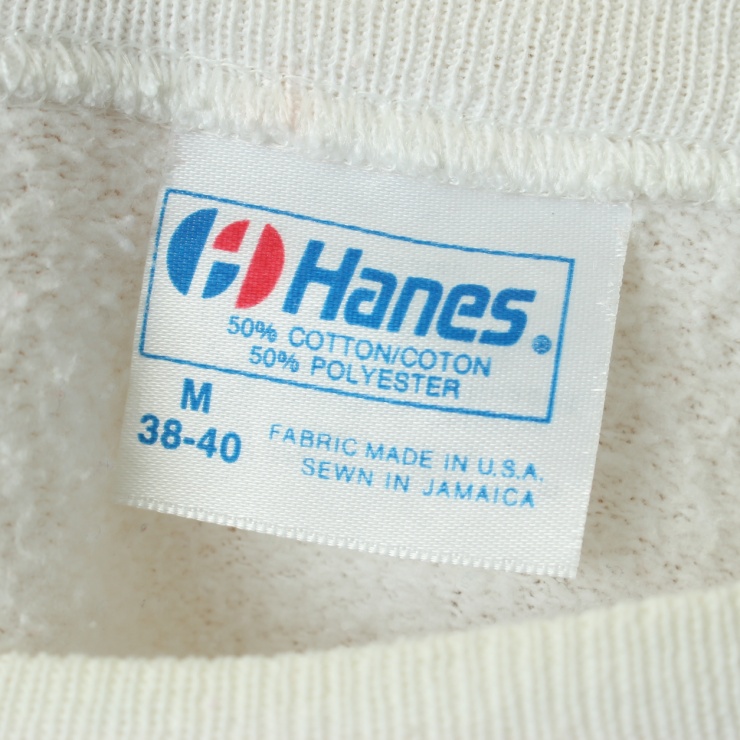 Hanes®
50% COTTON/COTON
50% POLYESTER
M
38-40
FABRIC MADE IN U.S.A.
SEWN IN JAMAICA